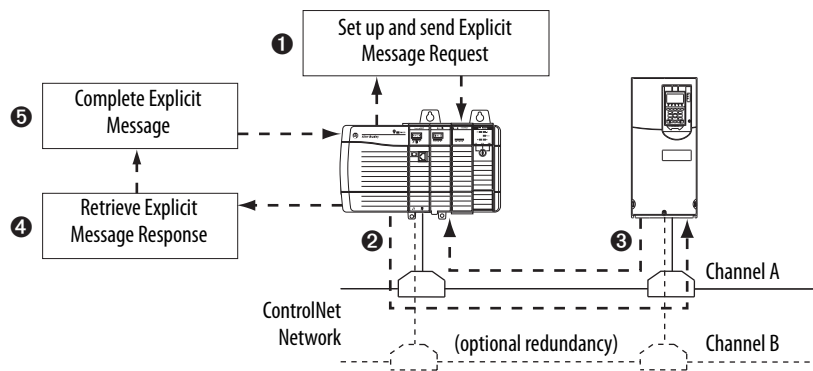 ❶
Set up and send Explicit
Message Request
❺
Complete Explicit
Message
❹
Retrieve Explicit
Message Response
❷
❸
Channel A
ControlNet
Network
(optional redundancy)
Channel B